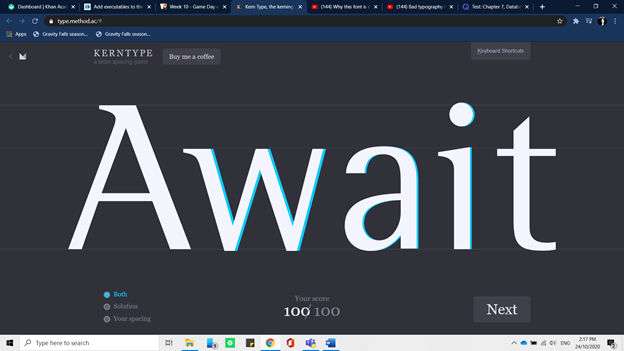 Dashboard | Khan Aca
Add executables to the
Week 10 - Game Day c
Kern Type, the kerning
(144) Why this font is e
(144) Bad typography h
Test: Chapter 7, Datab
type.method.ac/#
Apps
Gravity Falls season...
Gravity Falls season...
KERNTYPE
a letter spacing game
Buy me a coffee
Keyboard Shortcuts
Await
Both
Solution
Your spacing
Your score
100/100
Next
Type here to search
ENG
2:17 PM
24/10/2020